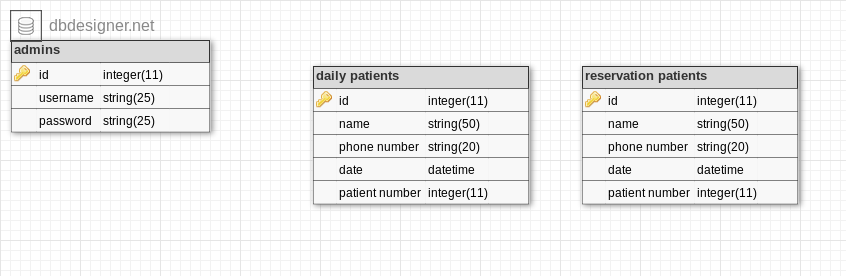 dbdesigner.net
admins
id integer(11)
username string(25)
password string(25)
daily patients
id integer(11)
name string(50)
phone number string(20)
date datetime
patient number integer(11)
reservation patients
id integer(11)
name string(50)
phone number string(20)
date datetime
patient number integer(11)